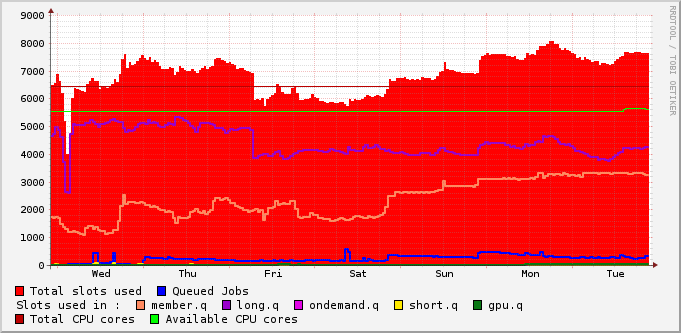 9000
8000
7000
6000
5000
4000
3000
2000
1000
0
Wed Thu Fri Sat Sun Mon Tue
RRDTOOL / TOBI OETIKER
Total slots used Queued Jobs
Slots used in : member.q long.q ondemand.q short.q gpu.q
Total CPU cores Available CPU cores